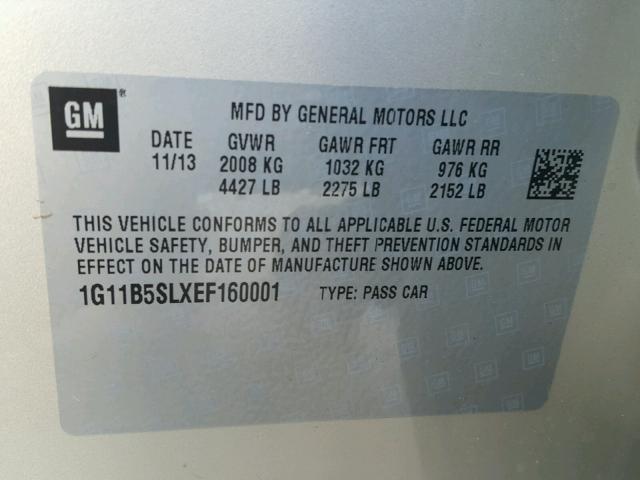 GM
MFD BY GENERAL MOTORS LLC
DATE GVWR GAWR FRT GAWR RR
11/13 2008 KG 1032 KG 976 KG
4427 LB 2275 LB 2152 LB
THIS VEHICLE CONFORMS TO ALL APPLICABLE U.S. FEDERAL MOTOR
VEHICLE SAFETY, BUMPER, AND THEFT PREVENTION STANDARDS IN
EFFECT ON THE DATE OF MANUFACTURE SHOWN ABOVE.
1G11B5SLXEF160001 TYPE: PASS CAR